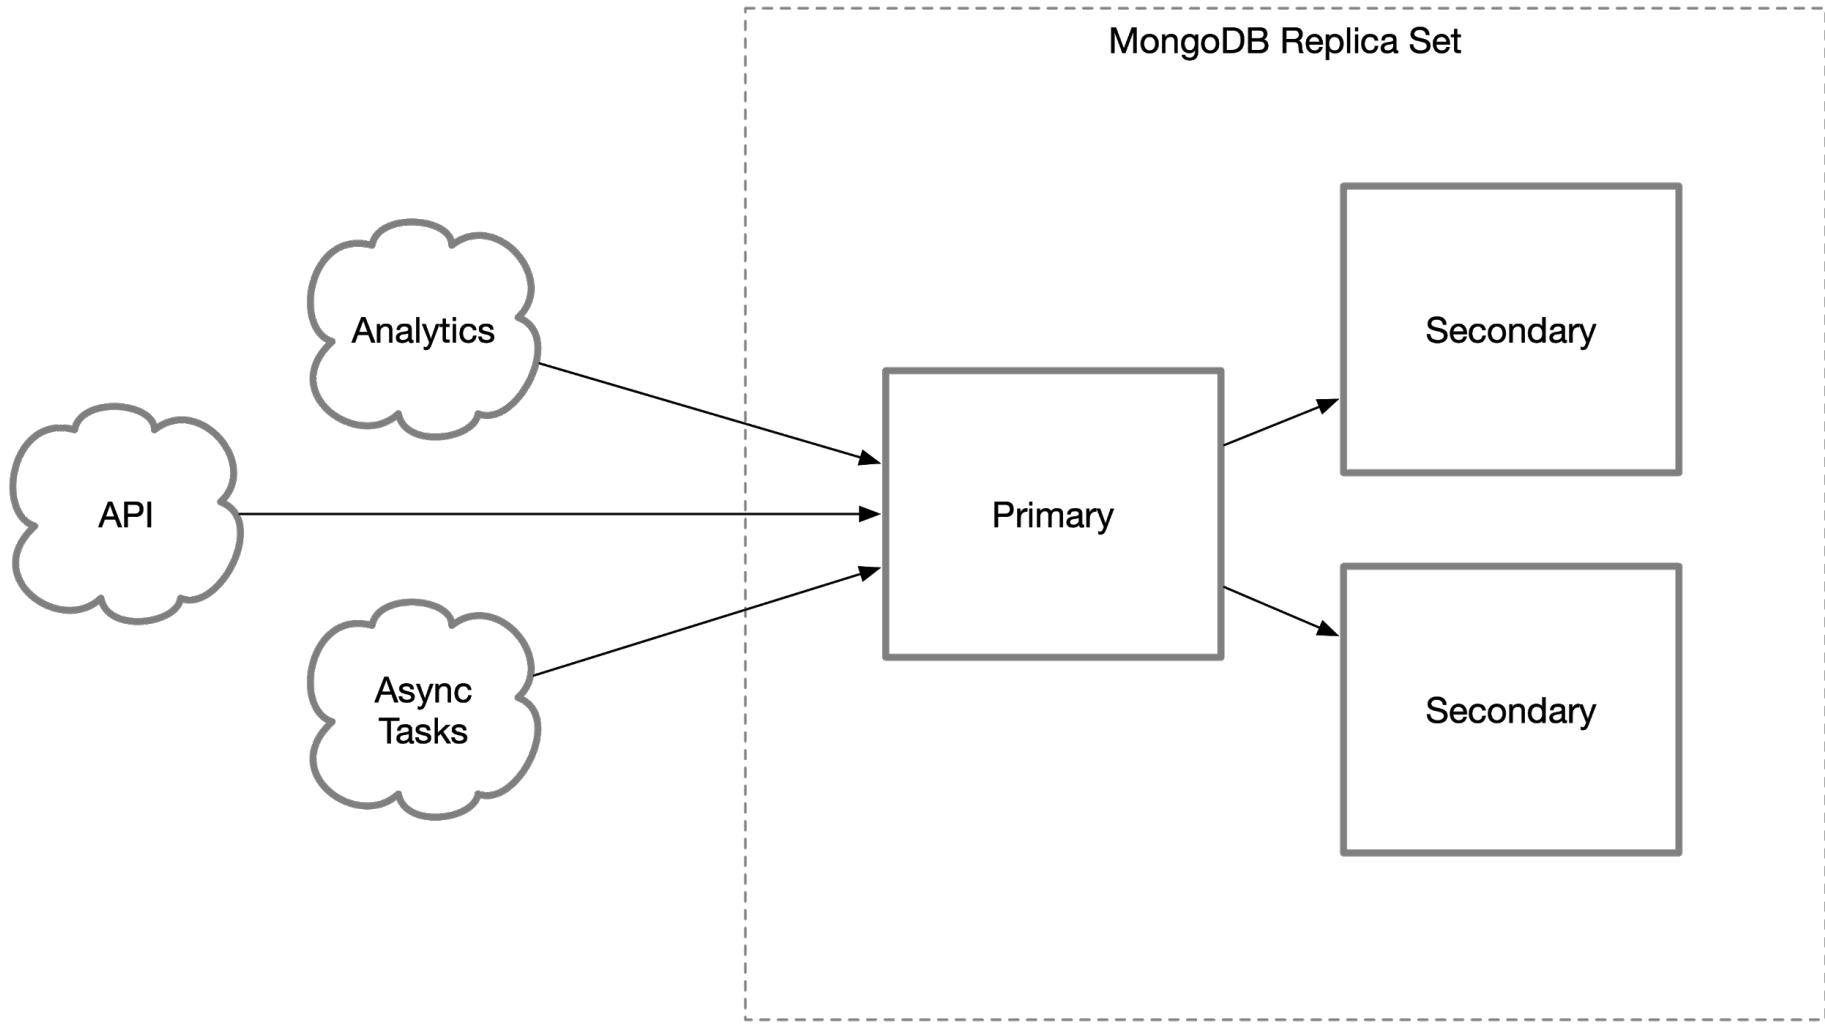 MongoDB Replica Set
Analytics
Secondary
API
Primary
Async
Tasks
Secondary